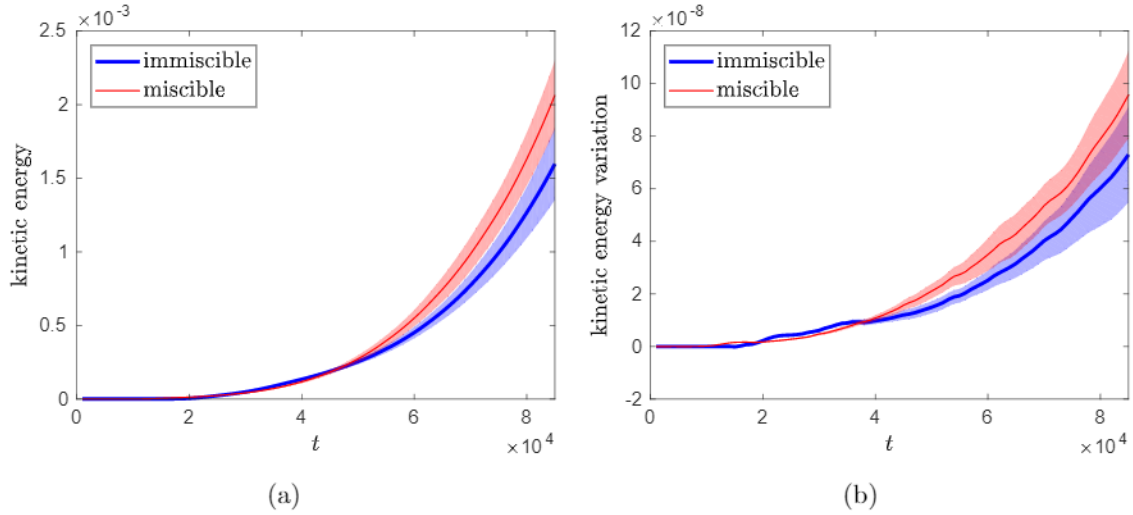 ×10⁻³
2.5
2
1.5
1
0.5
0
kinetic energy
immiscible
miscible
0 2 4 6 8
t
×10⁴
(a)
×10⁻⁸
12
10
8
6
4
2
0
-2
kinetic energy variation
immiscible
miscible
0 2 4 6 8
t
×10⁴
(b)